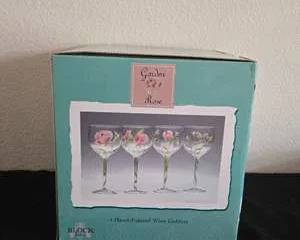 Garden
Rose
4 Hand-Painted Wine Goblets
BLOCK